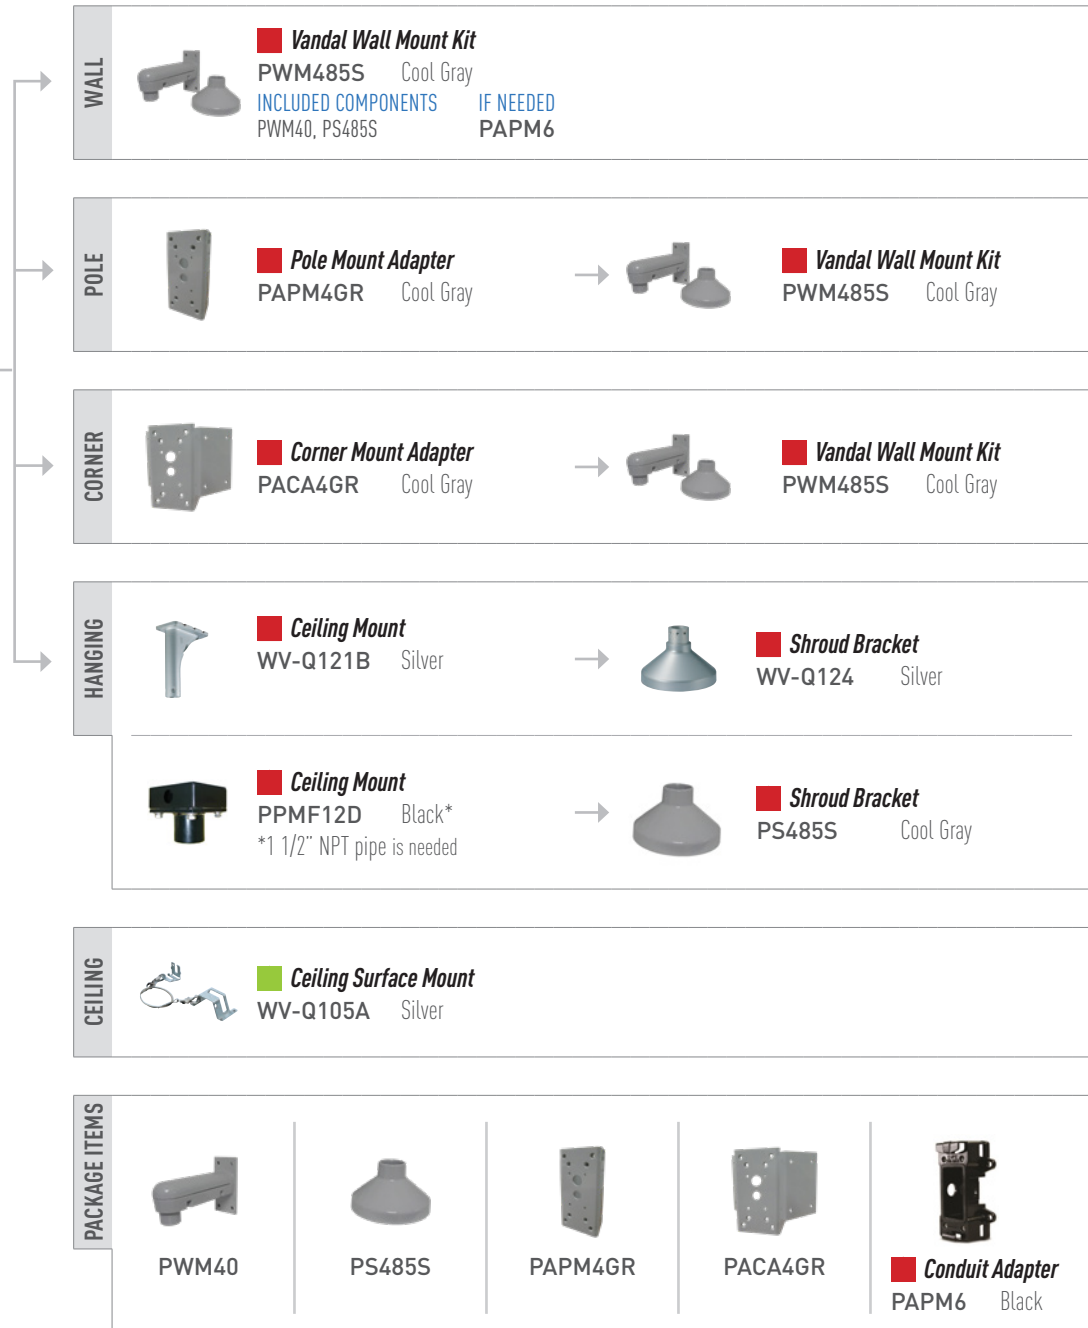 WALL
Vandal Wall Mount Kit
PWM485S Cool Gray
INCLUDED COMPONENTS IF NEEDED
PWM40, PS485S PAPM6
POLE
Pole Mount Adapter
PAPM4GR Cool Gray
Vandal Wall Mount Kit
PWM485S Cool Gray
CORNER
Corner Mount Adapter
PACA4GR Cool Gray
Vandal Wall Mount Kit
PWM485S Cool Gray
HANGING
Ceiling Mount
WV-Q121B Silver
Shroud Bracket
WV-Q124 Silver
Ceiling Mount
PPMF12D Black*
*1 1/2" NPT pipe is needed
Shroud Bracket
PS485S Cool Gray
CEILING
Ceiling Surface Mount
WV-Q105A Silver
PACKAGE ITEMS
PWM40
PS485S
PAPM4GR
PACA4GR
Conduit Adapter
PAPM6 Black